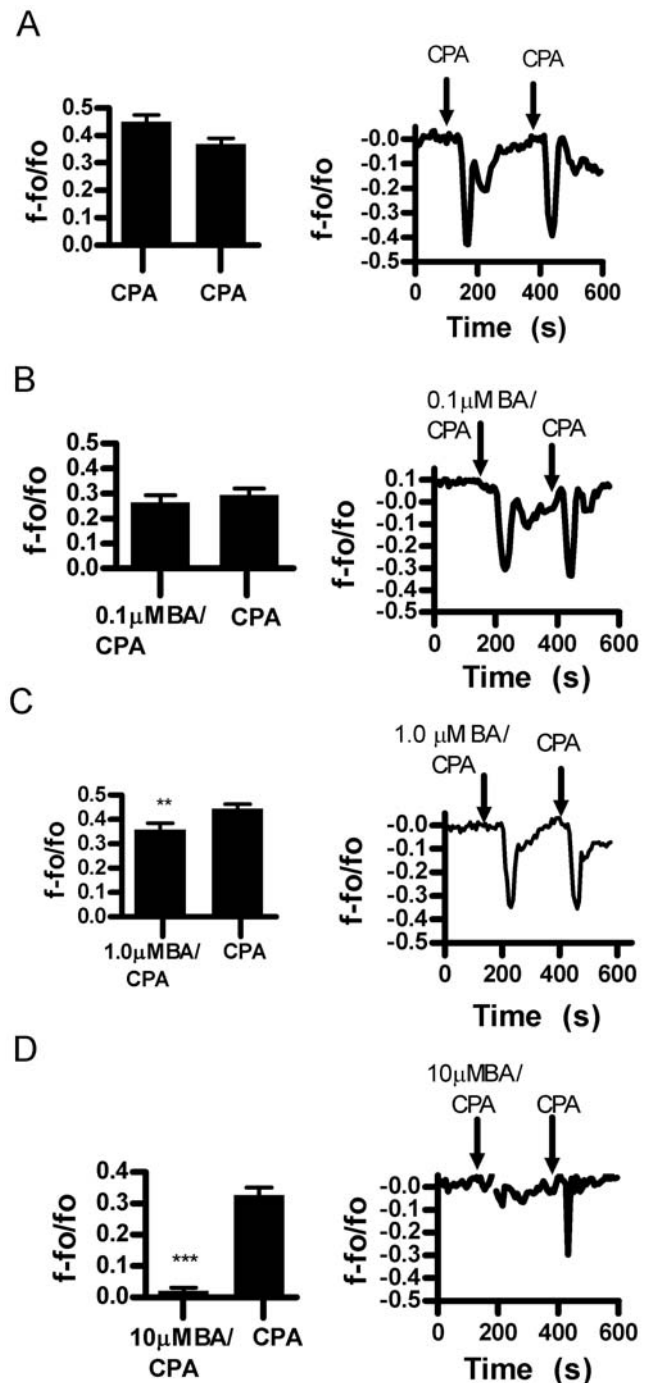 A
CPA CPA
0.5
0.4
0.3
0.2
0.1
0.0
f-fo/fo
CPA CPA
-0.0
-0.1
-0.2
-0.3
-0.4
-0.5
f-fo/fo
0 200 400 600
Time (s)
B
0.1μM BA/
CPA CPA
0.5
0.4
0.3
0.2
0.1
0.0
f-fo/fo
0.1μMBA/ CPA
CPA
0.1
-0.0
-0.1
-0.2
-0.3
-0.4
-0.5
f-fo/fo
0 200 400 600
Time (s)
C
1.0 μM BA/ CPA
CPA
0.5
0.4
0.3
0.2
0.1
0.0
f-fo/fo
**
1.0μMBA/ CPA
CPA
-0.0
-0.1
-0.2
-0.3
-0.4
-0.5
f-fo/fo
0 200 400 600
Time (s)
D
10μMBA/
CPA CPA
0.4
0.3
0.2
0.1
0.0
f-fo/fo
***
10μMBA/ CPA
CPA
-0.0
-0.1
-0.2
-0.3
-0.4
-0.5
f-fo/fo
0 200 400 600
Time (s)